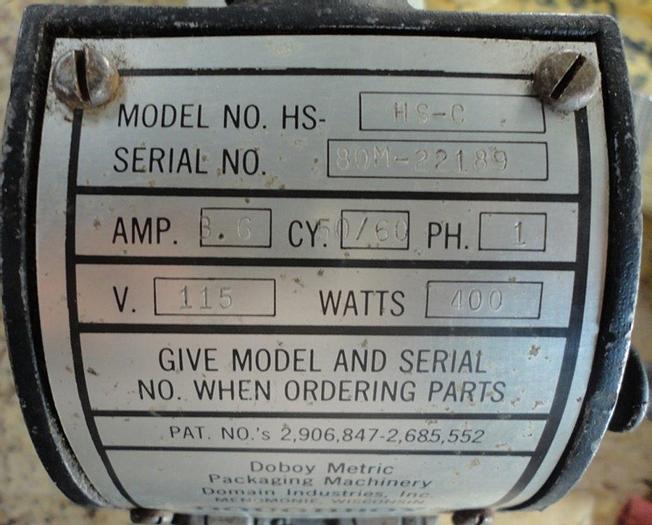 MODEL NO. HS- HS-C
SERIAL NO. 80M-22189
AMP. 3.6 CY. 50/60 PH. 1
V. 115 WATTS 400
GIVE MODEL AND SERIAL
NO. WHEN ORDERING PARTS
PAT. NO.'s 2,906,847-2,685,552
Doboy Metric
Packaging Machinery
Domain Industries, Inc.
MENOMONIE, WISCONSIN